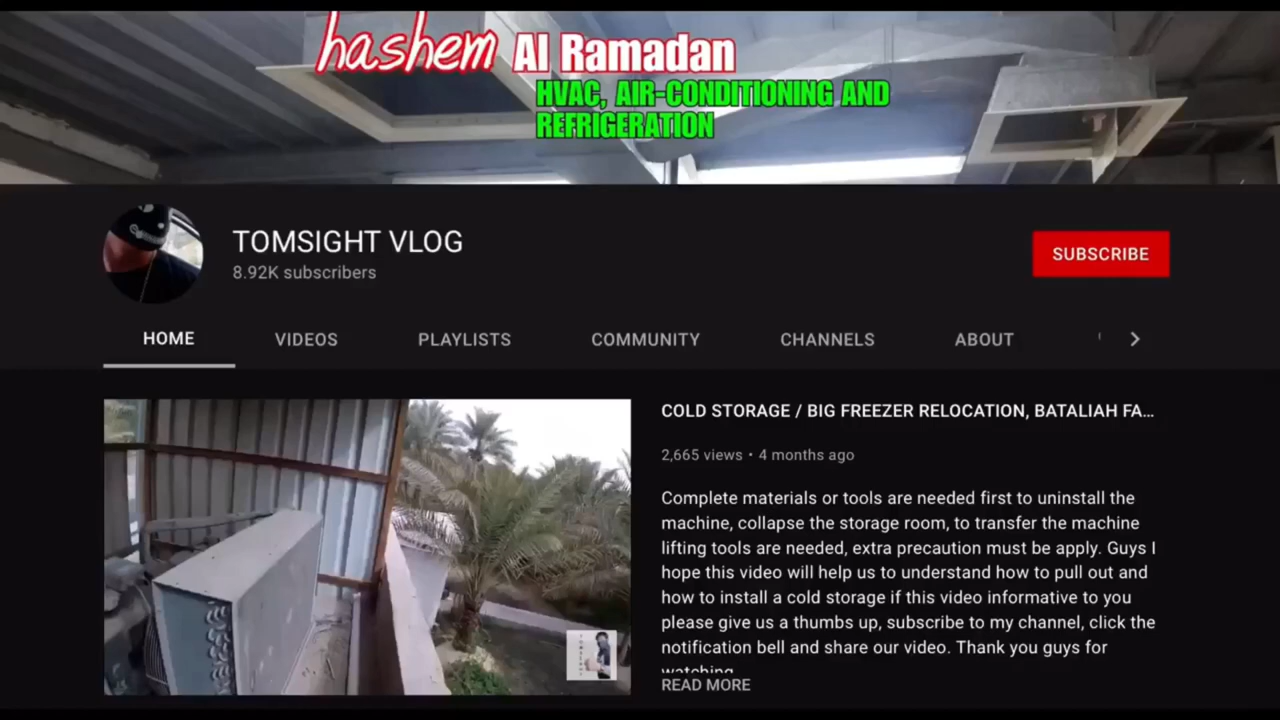 hashem Al Ramadan
HVAC, AIR-CONDITIONING AND
REFRIGERATION
TOMSIGHT VLOG
8.92K subscribers
SUBSCRIBE
HOME VIDEOS PLAYLISTS COMMUNITY CHANNELS ABOUT
COLD STORAGE / BIG FREEZER RELOCATION, BATALIAH FA...
2,665 views • 4 months ago
Complete materials or tools are needed first to uninstall the
machine, collapse the storage room, to transfer the machine
lifting tools are needed, extra precaution must be apply. Guys I
hope this video will help us to understand how to pull out and
how to install a cold storage if this video informative to you
please give us a thumbs up, subscribe to my channel, click the
notification bell and share our video. Thank you guys for
watching
READ MORE